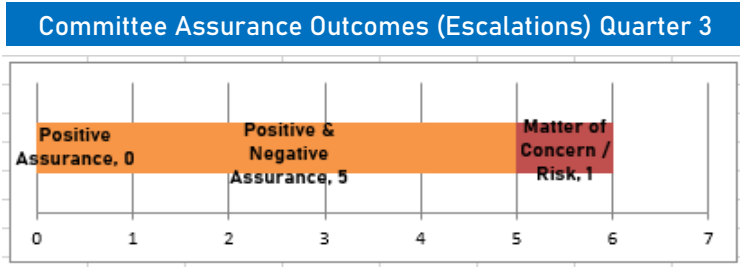 Committee Assurance Outcomes (Escalations) Quarter 3
Positive
Assurance, 0
Positive &
Negative
Assurance, 5
Matter of
Concern /
Risk, 1
0 1 2 3 4 5 6 7